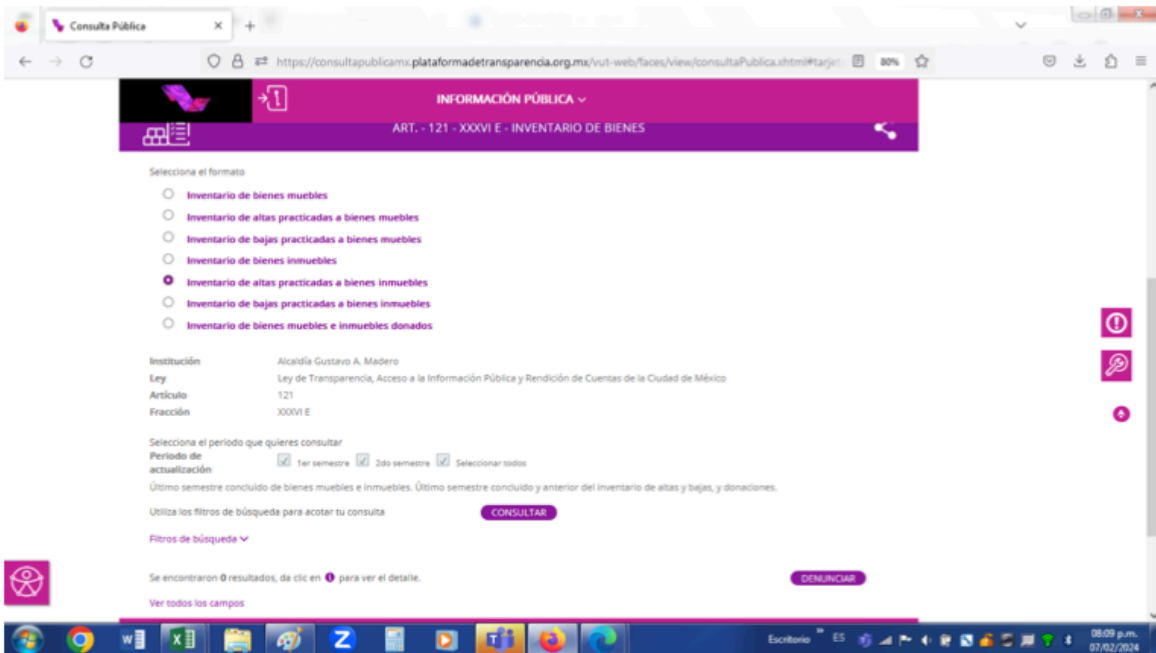 Consulta Pública
https://consultapublicamx.plataformadetransparencia.org.mx/vut-web/faces/view/consultaPublica.xhtml#tarjet
80%
INFORMACIÓN PÚBLICA
ART. - 121 - XXXVI E - INVENTARIO DE BIENES
Selecciona el formato
Inventario de bienes muebles
Inventario de altas practicadas a bienes muebles
Inventario de bajas practicadas a bienes muebles
Inventario de bienes inmuebles
Inventario de altas practicadas a bienes inmuebles
Inventario de bajas practicadas a bienes inmuebles
Inventario de bienes muebles e inmuebles donados
Institución Alcaldía Gustavo A. Madero
Ley Ley de Transparencia, Acceso a la Información Pública y Rendición de Cuentas de la Ciudad de México
Artículo 121
Fracción XXXVI E
Selecciona el periodo que quieres consultar
Periodo de actualización 1er semestre 2do semestre Seleccionar todos
Último semestre concluido de bienes muebles e inmuebles. Último semestre concluido y anterior del inventario de altas y bajas, y donaciones.
Utiliza los filtros de búsqueda para acotar tu consulta CONSULTAR
Filtros de búsqueda
Se encontraron 0 resultados, da clic en para ver el detalle. DENUNCIAR
Ver todos los campos
Escritorio ES 08:09 p.m.
07/02/2024